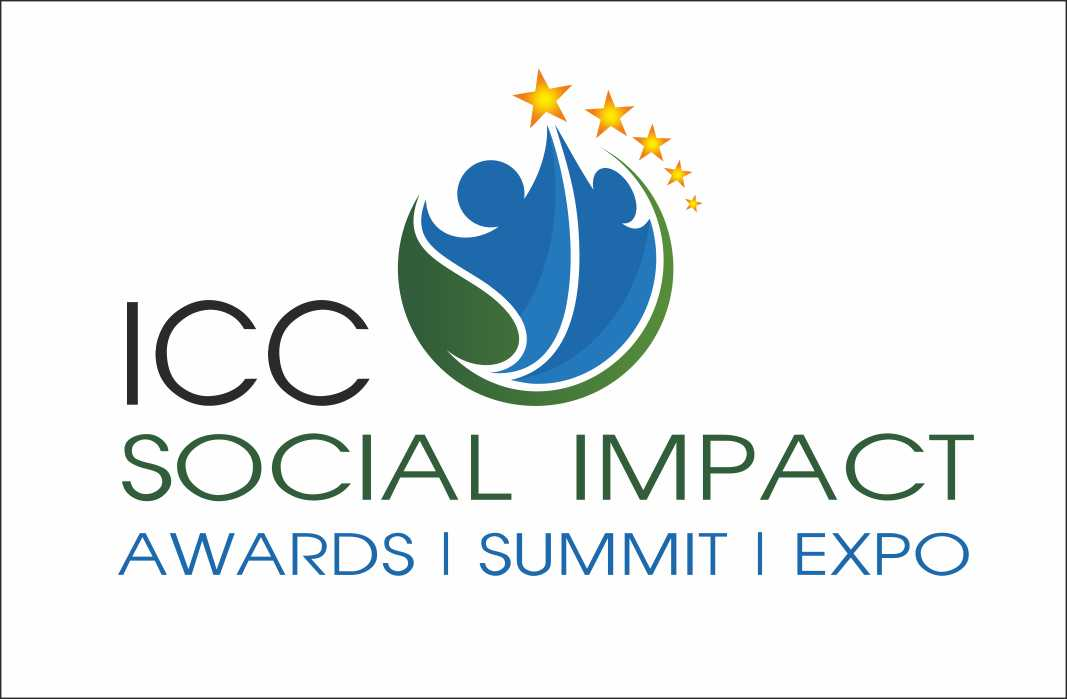 ICC
SOCIAL IMPACT
AWARDS | SUMMIT | EXPO